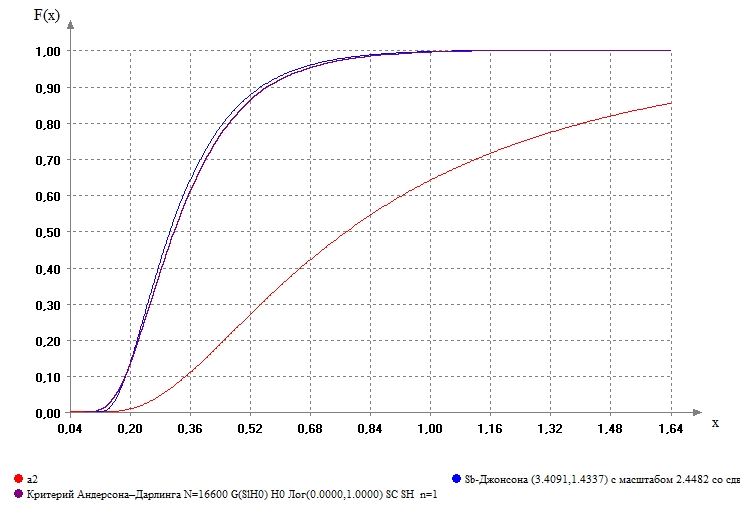 F(x)
1,00
0,90
0,80
0,70
0,60
0,50
0,40
0,30
0,20
0,10
0,00
0,04 0,20 0,36 0,52 0,68 0,84 1,00 1,16 1,32 1,48 1,64 x
a2 Sb-Джонсона (3.4091,1.4337) с масштабом 2.4482 со сдв
Критерий Андерсона–Дарлинга N=16600 G(S|H0) H0 Лог(0.0000,1.0000) SC SH n=1